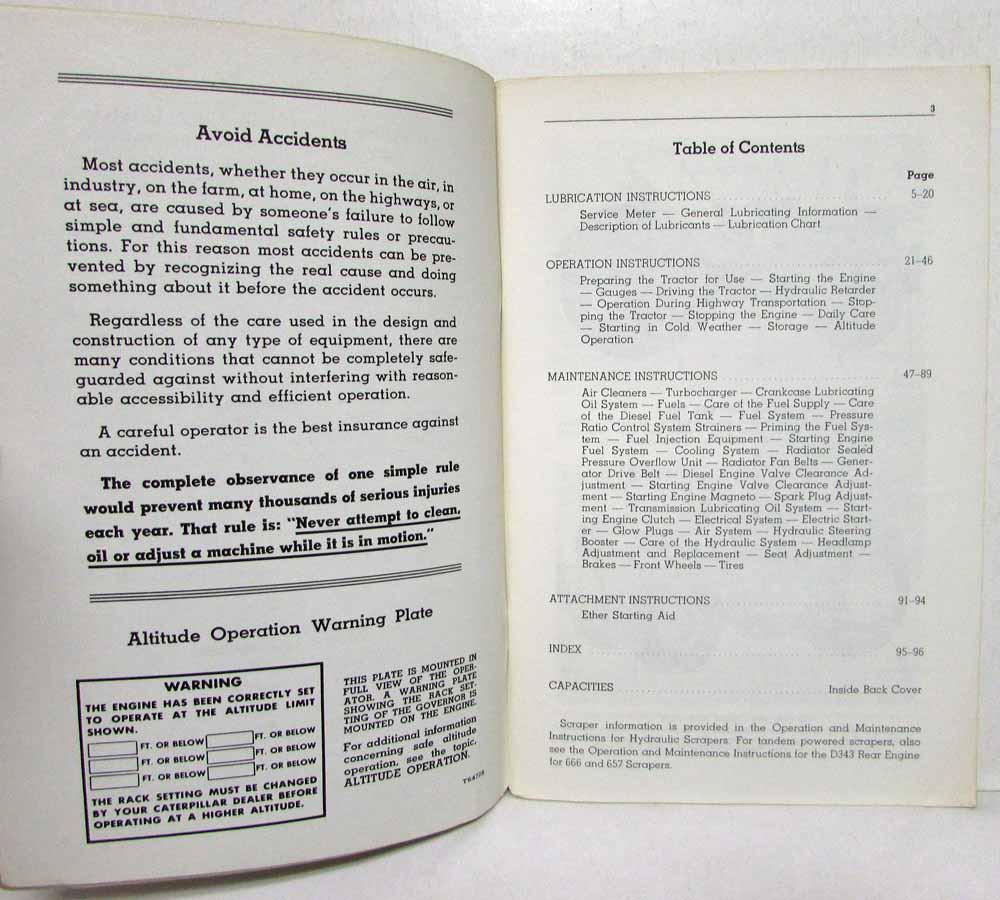 Avoid Accidents
Most accidents, whether they occur in the air, in
industry, on the farm, at home, on the highways, or
at sea, are caused by someone's failure to follow
simple and fundamental safety rules or precau-
tions. For this reason most accidents can be pre-
vented by recognizing the real cause and doing
something about it before the accident occurs.
Regardless of the care used in the design and
construction of any type of equipment, there are
many conditions that cannot be completely safe-
guarded against without interfering with reason-
able accessibility and efficient operation.
A careful operator is the best insurance against
an accident.
The complete observance of one simple rule
would prevent many thousands of serious injuries
each year. That rule is: "Never attempt to clean,
oil or adjust a machine while it is in motion."
Altitude Operation Warning Plate
WARNING
THE ENGINE HAS BEEN CORRECTLY SET
TO OPERATE AT THE ALTITUDE LIMIT
SHOWN.
FT. OR BELOW FT. OR BELOW
FT. OR BELOW FT. OR BELOW
FT. OR BELOW FT. OR BELOW
THE RACK SETTING MUST BE CHANGED
BY YOUR CATERPILLAR DEALER BEFORE
OPERATING AT A HIGHER ALTITUDE.
THIS PLATE IS MOUNTED IN
FULL VIEW OF THE OPER-
ATOR. A WARNING PLATE
SHOWING THE RACK SET-
TING OF THE GOVERNOR IS
MOUNTED ON THE ENGINE.
For additional information
concerning safe altitude
operation, see the topic,
ALTITUDE OPERATION.
3
Table of Contents
Page
LUBRICATION INSTRUCTIONS 5–20
Service Meter — General Lubricating Information —
Description of Lubricants — Lubrication Chart
OPERATION INSTRUCTIONS 21–46
Preparing the Tractor for Use — Starting the Engine
— Gauges — Driving the Tractor — Hydraulic Retarder
— Operation During Highway Transportation — Stop-
ping the Tractor — Stopping the Engine — Daily Care
— Starting in Cold Weather — Storage — Altitude
Operation
MAINTENANCE INSTRUCTIONS 47–89
Air Cleaners — Turbocharger — Crankcase Lubricating
Oil System — Fuels — Care of the Fuel Supply — Care
of the Diesel Fuel Tank — Fuel System — Pressure
Ratio Control System Strainers — Priming the Fuel Sys-
tem — Fuel Injection Equipment — Starting Engine
Fuel System — Cooling System — Radiator Sealed
Pressure Overflow Unit — Radiator Fan Belts — Gener-
ator Drive Belt — Diesel Engine Valve Clearance Ad-
justment — Starting Engine Valve Clearance Adjust-
ment — Starting Engine Magneto — Spark Plug Adjust-
ment — Transmission Lubricating Oil System — Start-
ing Engine Clutch — Electrical System — Electric Start-
er — Glow Plugs — Air System — Hydraulic Steering
Booster — Care of the Hydraulic System — Headlamp
Adjustment and Replacement — Seat Adjustment —
Brakes — Front Wheels — Tires
ATTACHMENT INSTRUCTIONS 91–94
Ether Starting Aid
INDEX 95–96
CAPACITIES Inside Back Cover
Scraper information is provided in the Operation and Maintenance
Instructions for Hydraulic Scrapers. For tandem powered scrapers, also
see the Operation and Maintenance Instructions for the D343 Rear Engine
for 666 and 657 Scrapers.